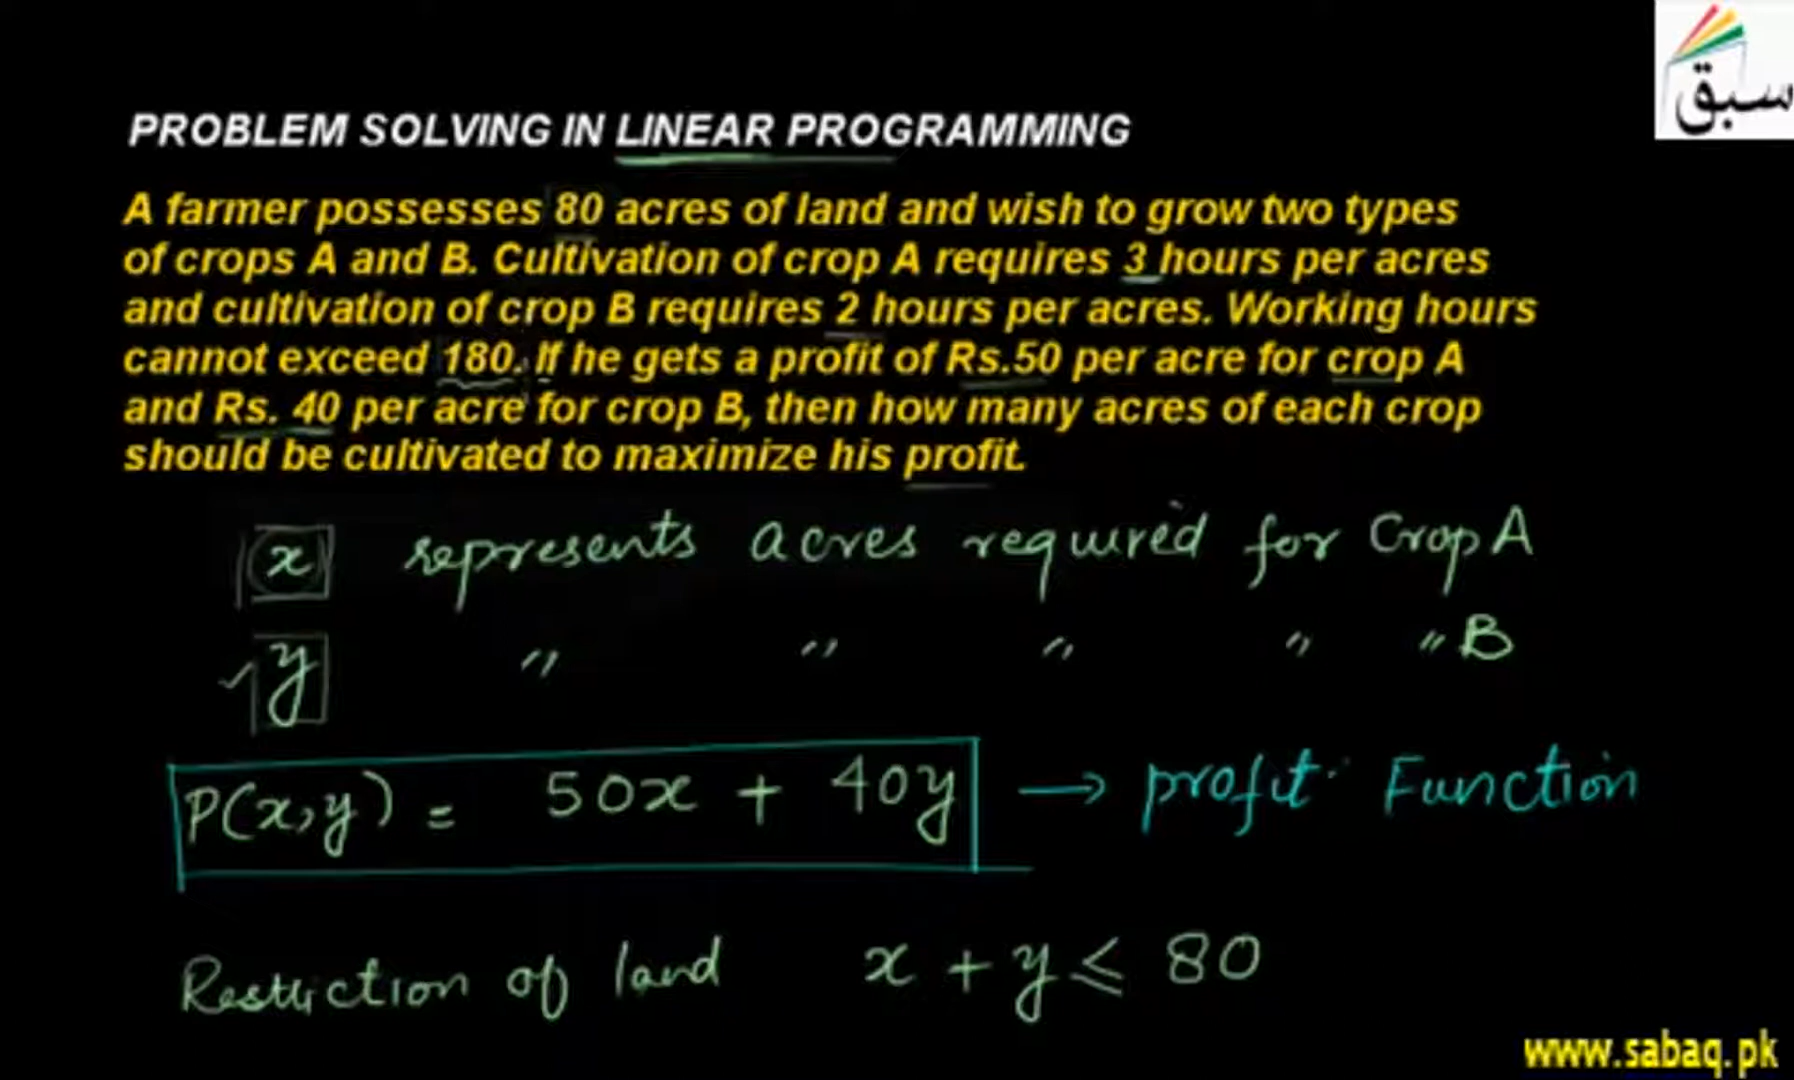 سبق
PROBLEM SOLVING IN LINEAR PROGRAMMING
A farmer possesses 80 acres of land and wish to grow two types
of crops A and B. Cultivation of crop A requires 3 hours per acres
and cultivation of crop B requires 2 hours per acres. Working hours
cannot exceed 180. If he gets a profit of Rs.50 per acre for crop A
and Rs. 40 per acre for crop B, then how many acres of each crop
should be cultivated to maximize his profit.
x represents acres required for Crop A
y " " " " " B
P(x,y) = 50x + 40y → profit Function
Restriction of land x + y ≤ 80
www.sabaq.pk